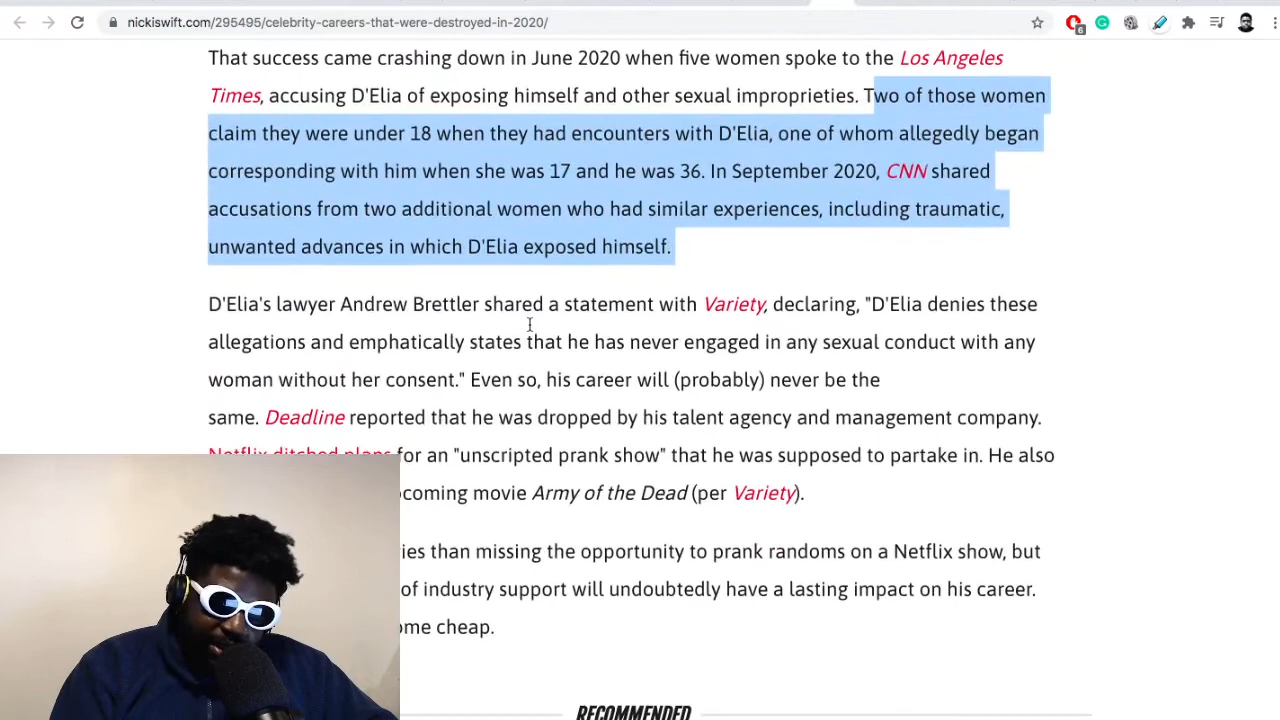 nickiswift.com/295495/celebrity-careers-that-were-destroyed-in-2020/
6
That success came crashing down in June 2020 when five women spoke to the Los Angeles
Times, accusing D'Elia of exposing himself and other sexual improprieties. Two of those women
claim they were under 18 when they had encounters with D'Elia, one of whom allegedly began
corresponding with him when she was 17 and he was 36. In September 2020, CNN shared
accusations from two additional women who had similar experiences, including traumatic,
unwanted advances in which D'Elia exposed himself.
D'Elia's lawyer Andrew Brettler shared a statement with Variety, declaring, "D'Elia denies these
allegations and emphatically states that he has never engaged in any sexual conduct with any
woman without her consent." Even so, his career will (probably) never be the
same. Deadline reported that he was dropped by his talent agency and management company.
Netflix ditched plans for an "unscripted prank show" that he was supposed to partake in. He also
coming movie Army of the Dead (per Variety).
ies than missing the opportunity to prank randoms on a Netflix show, but
of industry support will undoubtedly have a lasting impact on his career.
ome cheap.
RECOMMENDED